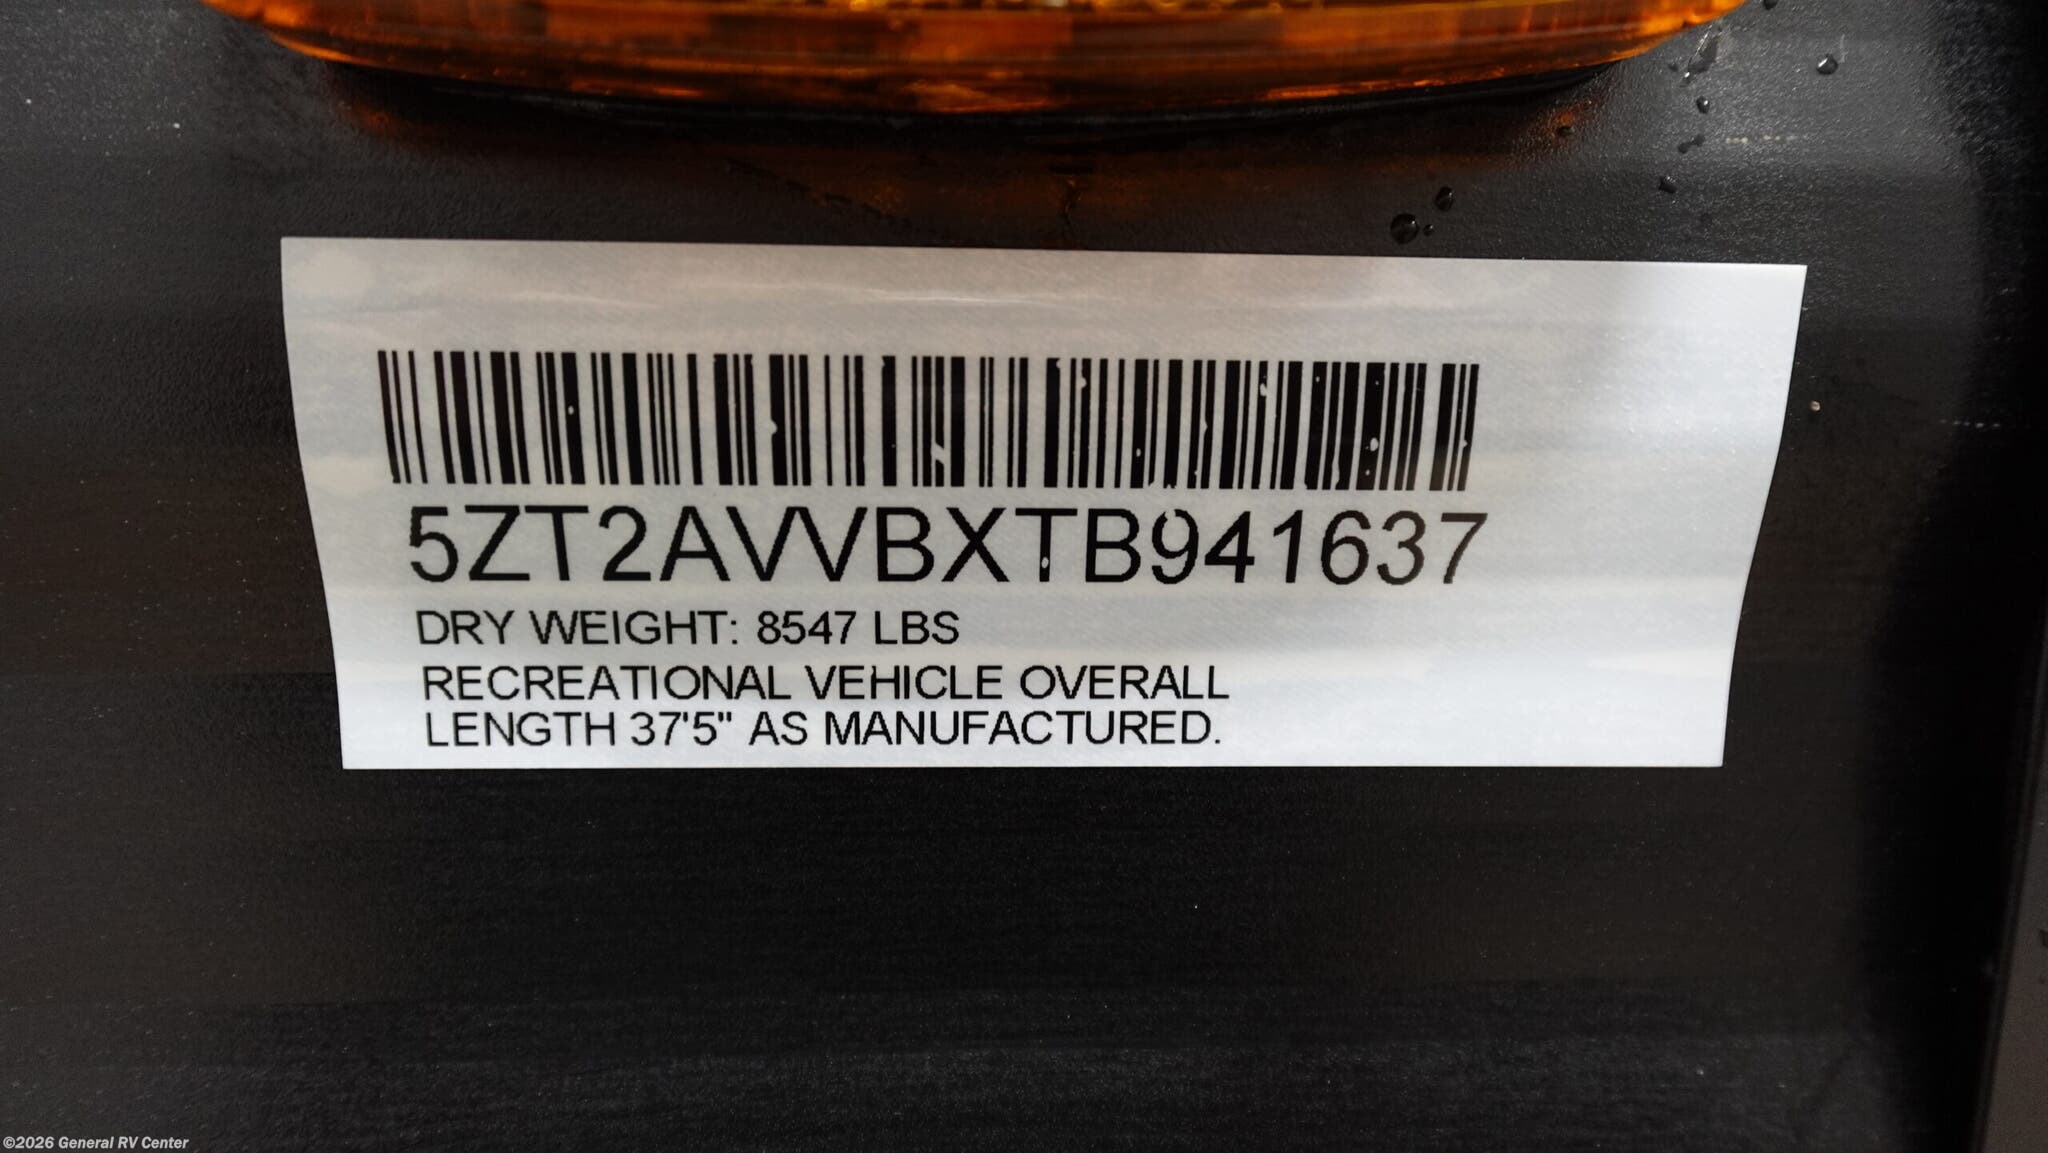 5ZT2AVVBXTB941637
DRY WEIGHT: 8547 LBS
RECREATIONAL VEHICLE OVERALL
LENGTH 37'5" AS MANUFACTURED.
©2026 General RV Center